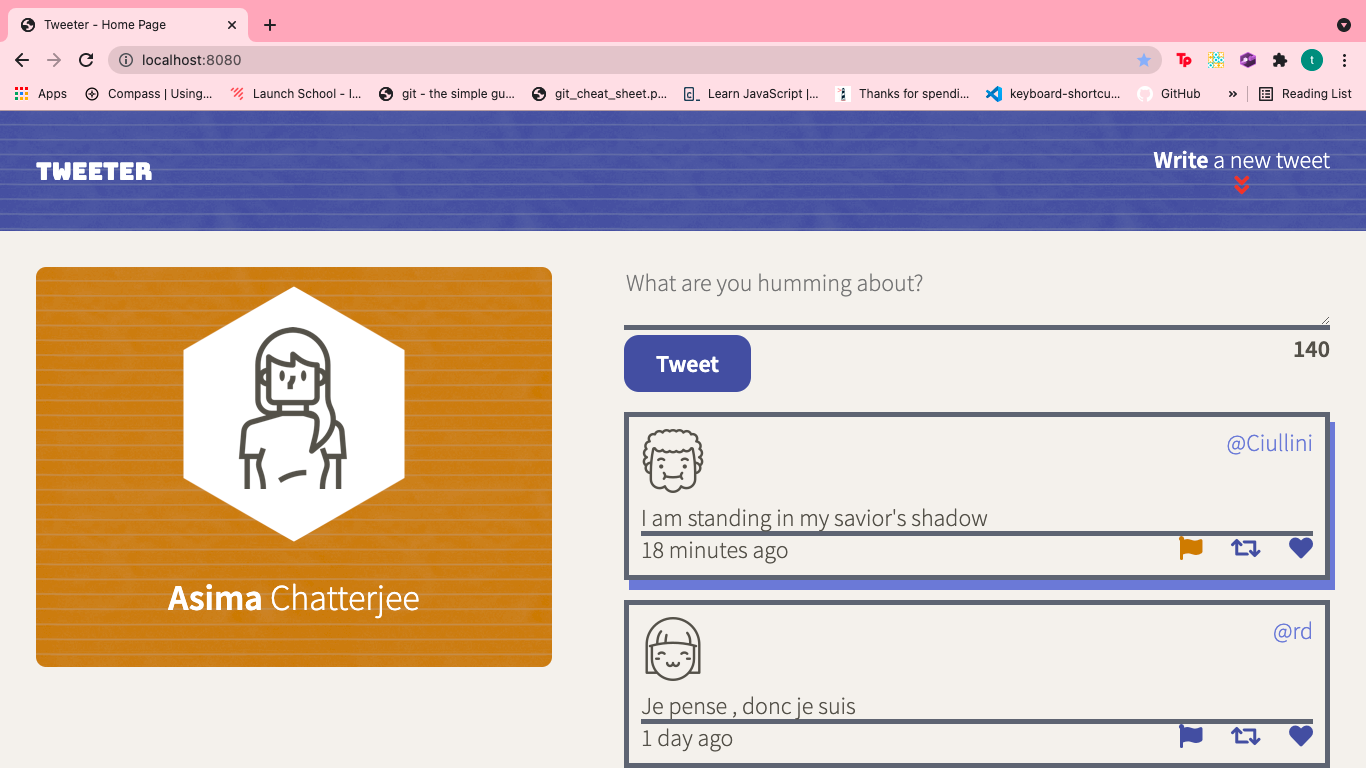 Tweeter - Home Page
localhost:8080
Tp
t
Apps
Compass | Using...
Launch School - I...
git - the simple gu...
git_cheat_sheet.p...
Learn JavaScript |...
Thanks for spendi...
keyboard-shortcu...
GitHub
»
Reading List
TWEETER
Write a new tweet
Asima Chatterjee
What are you humming about?
Tweet
140
@Ciullini
I am standing in my savior's shadow
18 minutes ago
@rd
Je pense , donc je suis
1 day ago